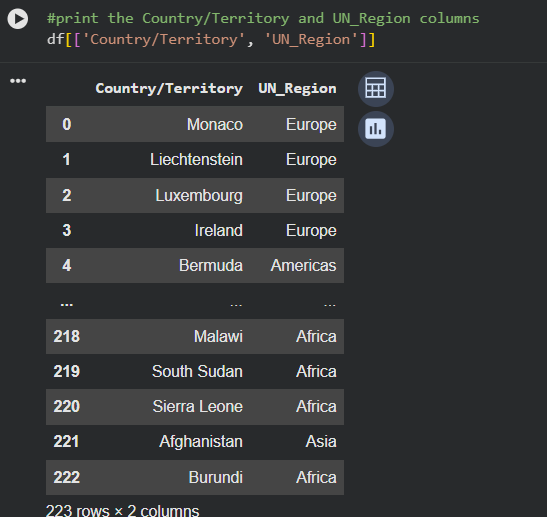 #print the Country/Territory and UN_Region columns
df[['Country/Territory', 'UN_Region']]
Country/Territory UN_Region
0 Monaco Europe
1 Liechtenstein Europe
2 Luxembourg Europe
3 Ireland Europe
4 Bermuda Americas
... ... ...
218 Malawi Africa
219 South Sudan Africa
220 Sierra Leone Africa
221 Afghanistan Asia
222 Burundi Africa
223 rows × 2 columns